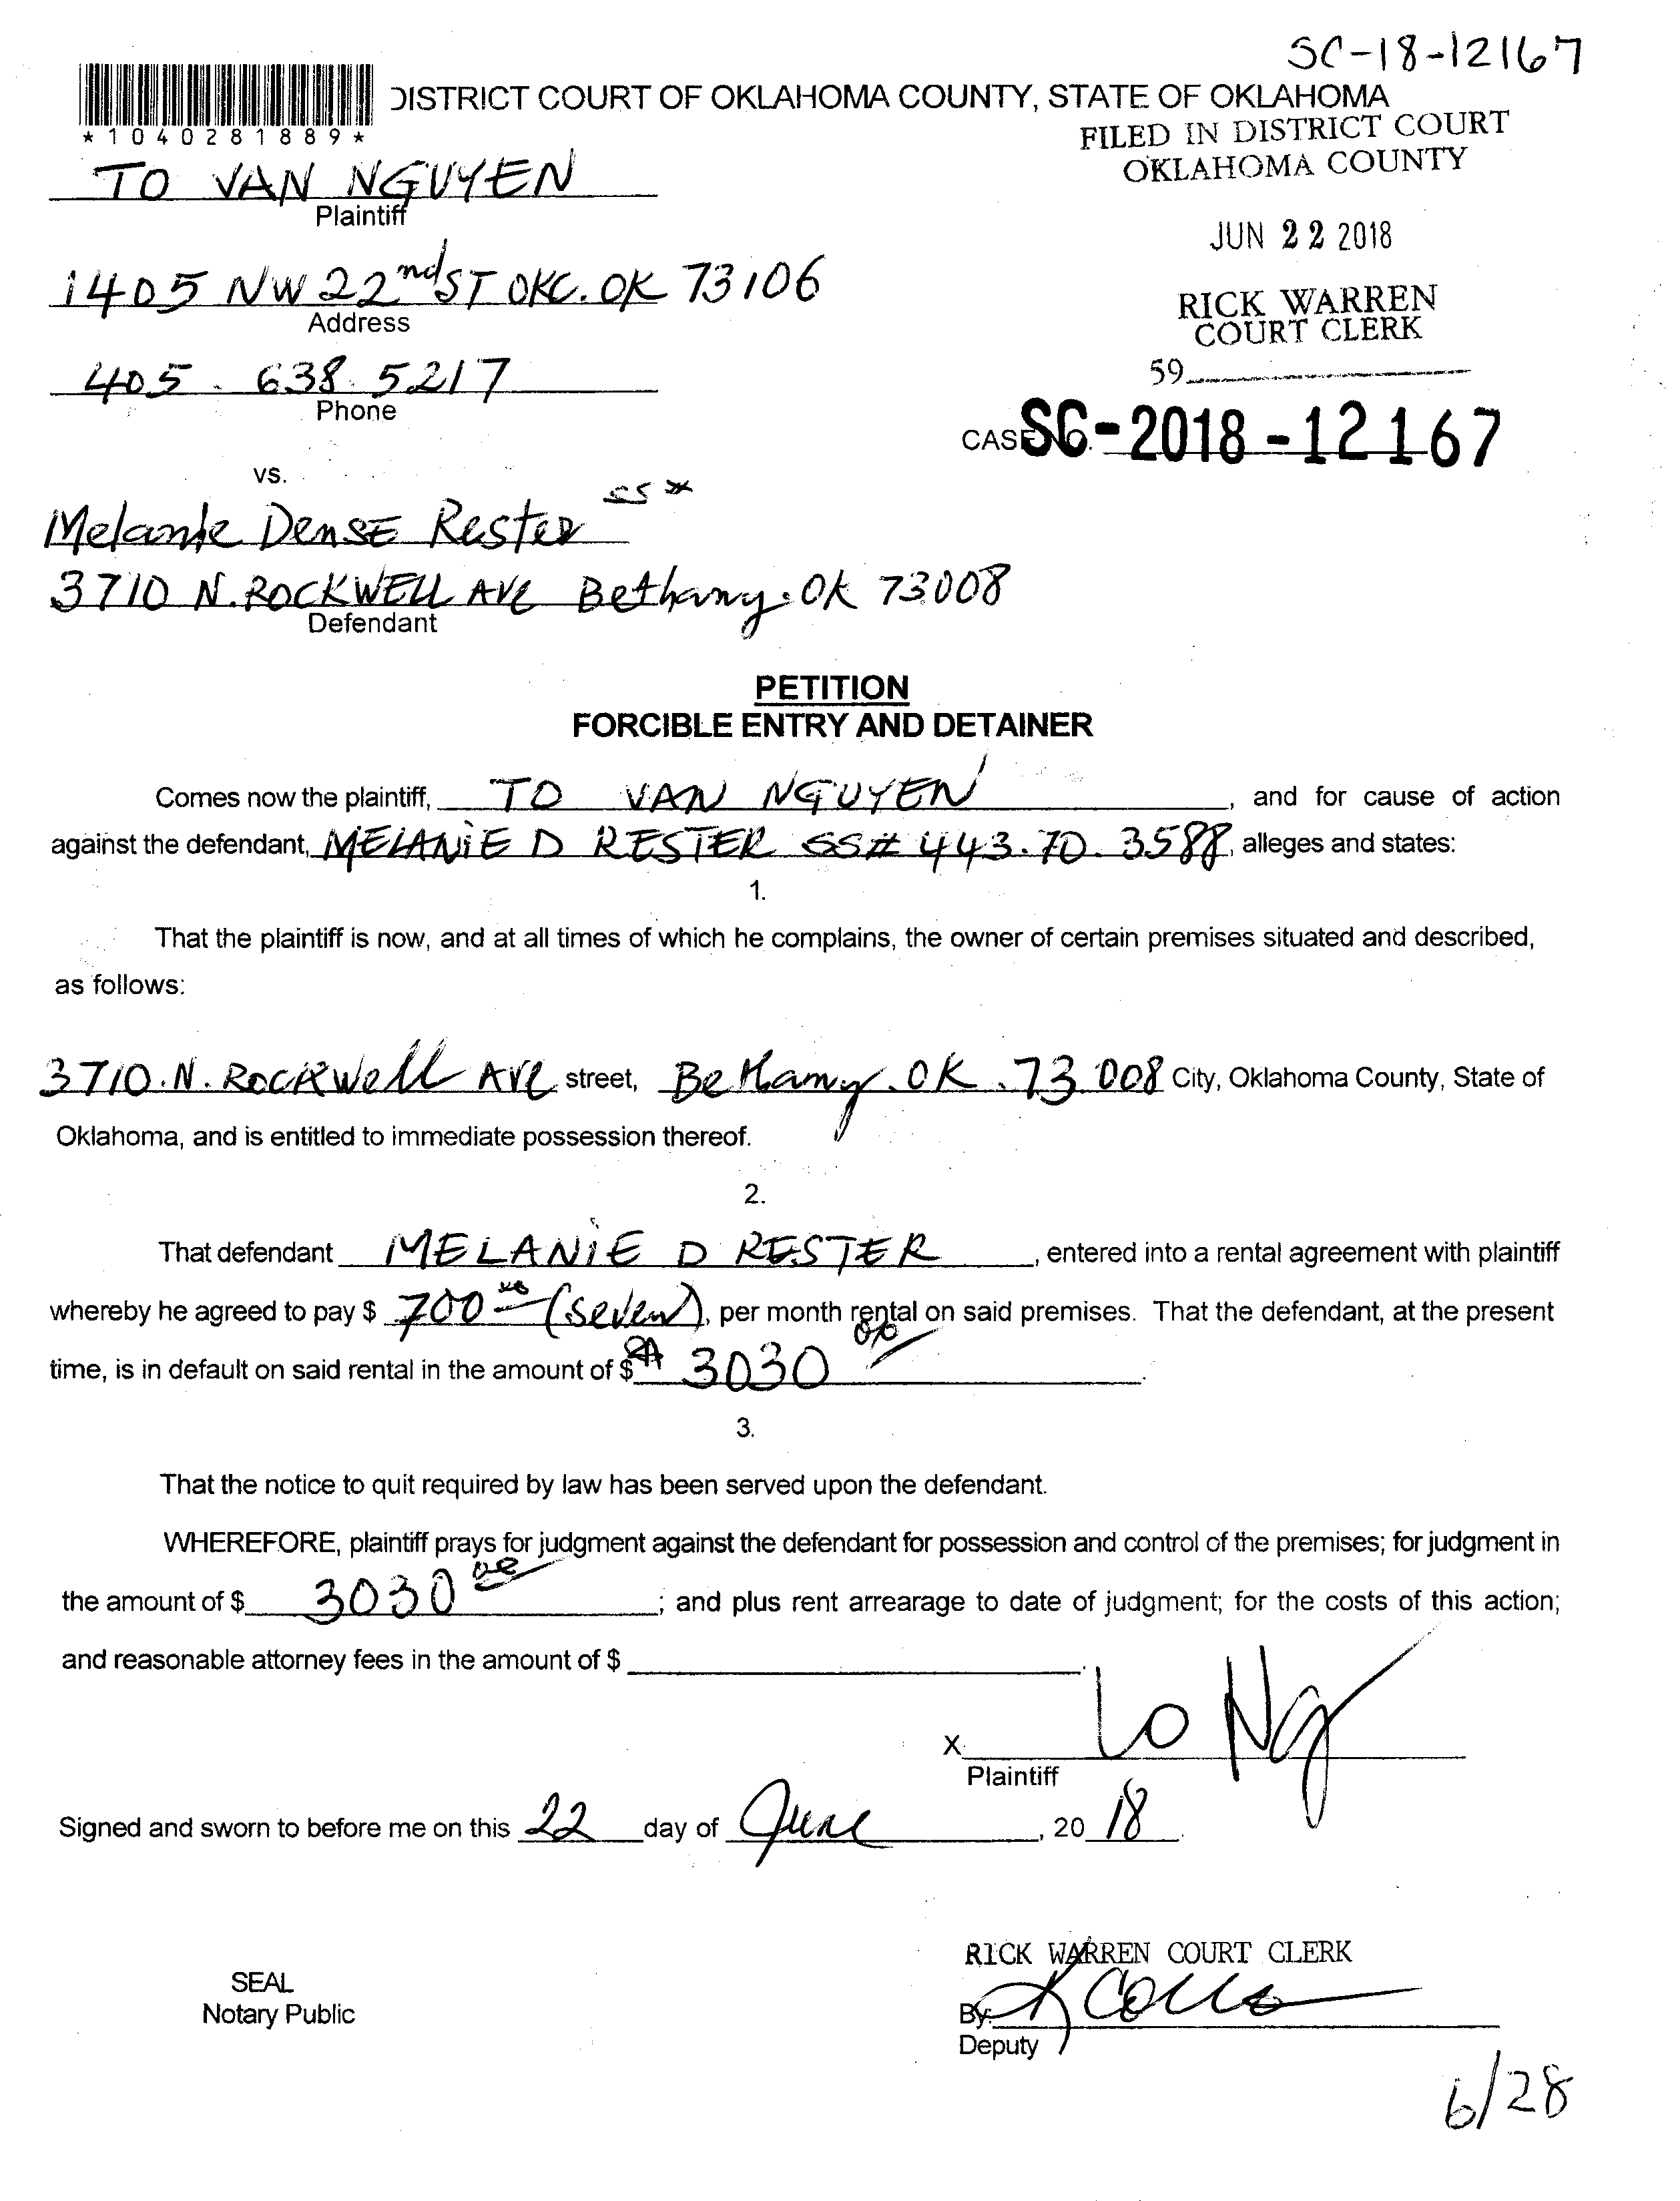 SC-18-12167
DISTRICT COURT OF OKLAHOMA COUNTY, STATE OF OKLAHOMA
*1040281889*
FILED IN DISTRICT COURT
OKLAHOMA COUNTY
TO VAN NGUYEN
Plaintiff
JUN 22 2018
1405 NW 22nd ST OKC. OK 73106
Address
RICK WARREN
COURT CLERK
405. 638. 5217
Phone
59
CASE NO. SC-2018-12167
vs.
Melanie Dense Rester SS#
3710 N. ROCKWELL AVE Bethany. OK 73008
Defendant
PETITION
FORCIBLE ENTRY AND DETAINER
Comes now the plaintiff, TO VAN NGUYEN, and for cause of action
against the defendant, MELANIE D RESTER SS# 443.70.3588, alleges and states:
1.
That the plaintiff is now, and at all times of which he complains, the owner of certain premises situated and described,
as follows:
3710. N. Rockwell AVE street, Bethany. OK. 73008 City, Oklahoma County, State of
Oklahoma, and is entitled to immediate possession thereof.
2.
That defendant MELANIE D RESTER, entered into a rental agreement with plaintiff
whereby he agreed to pay $ 700 00 (seven), per month rental on said premises. That the defendant, at the present
time, is in default on said rental in the amount of $ 3030 00.
3.
That the notice to quit required by law has been served upon the defendant.
WHEREFORE, plaintiff prays for judgment against the defendant for possession and control of the premises; for judgment in
the amount of $ 3030 00; and plus rent arrearage to date of judgment; for the costs of this action;
and reasonable attorney fees in the amount of $
X To Ng
Plaintiff
Signed and sworn to before me on this 22 day of June, 20 18.
RICK WARREN COURT CLERK
SEAL
Notary Public
By:
Deputy
6/28